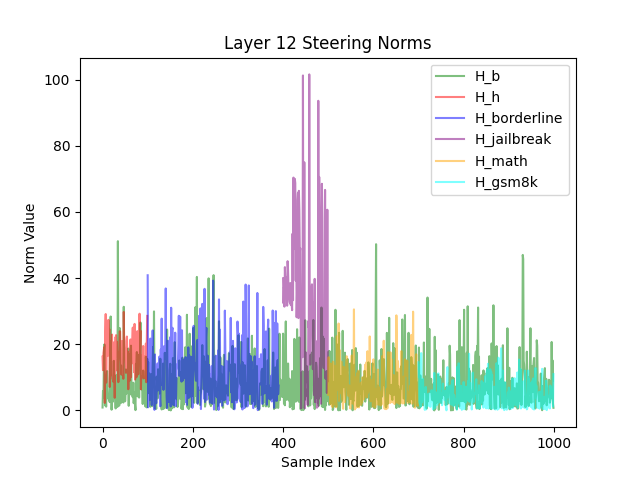 Layer 12 Steering Norms
100
80
60
40
20
0
Norm Value
H_b
H_h
H_borderline
H_jailbreak
H_math
H_gsm8k
0
200
400
600
800
1000
Sample Index